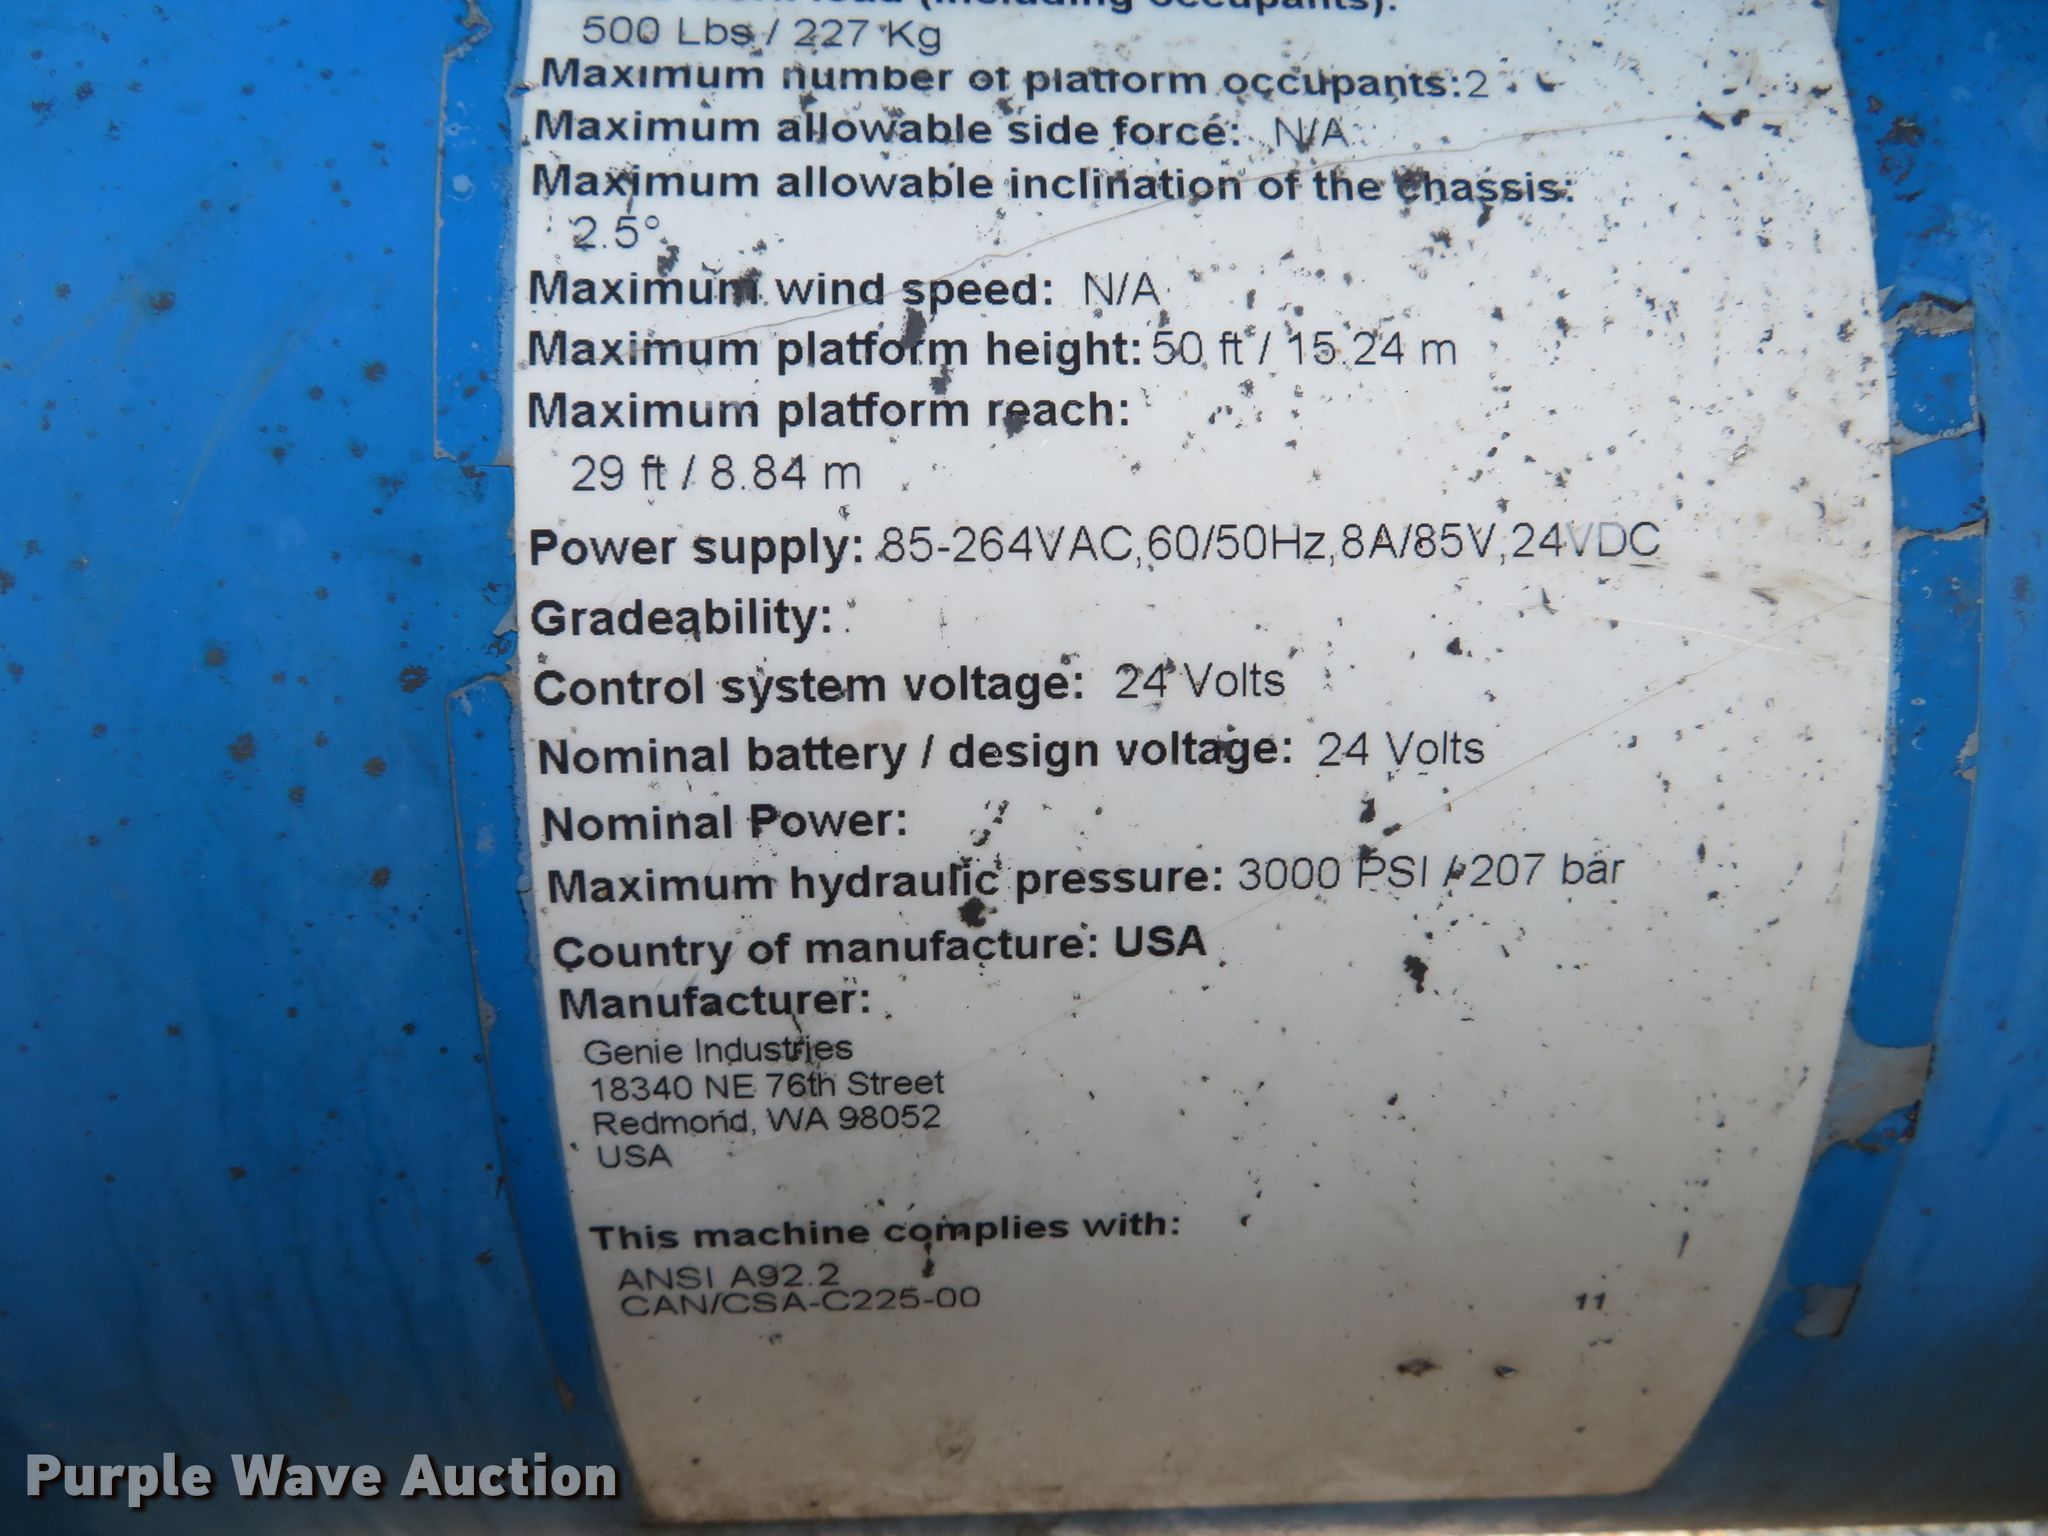 load (including occupants):
500 Lbs / 227 Kg
Maximum number of platform occupants:2
Maximum allowable side force: N/A
Maximum allowable inclination of the chassis:
2.5°
Maximum wind speed: N/A
Maximum platform height: 50 ft / 15.24 m
Maximum platform reach:
29 ft / 8.84 m
Power supply: 85-264VAC,60/50Hz,8A/85V,24VDC
Gradeability:
Control system voltage: 24 Volts
Nominal battery / design voltage: 24 Volts
Nominal Power:
Maximum hydraulic pressure: 3000 PSI / 207 bar
Country of manufacture: USA
Manufacturer:
Genie Industries
18340 NE 76th Street
Redmond, WA 98052
USA
This machine complies with:
ANSI A92.2
CAN/CSA-C225-00
11
Purple Wave Auction